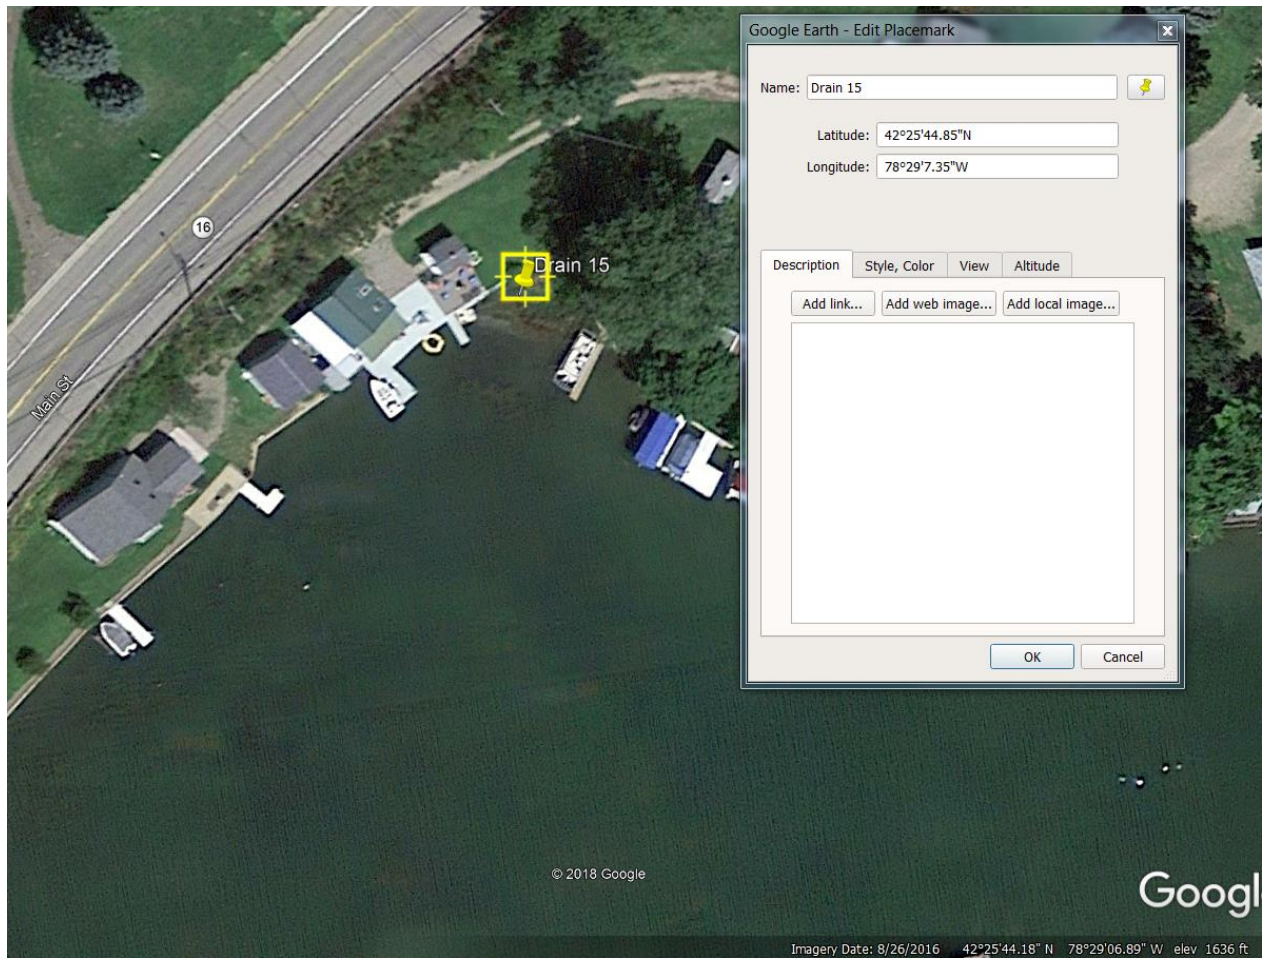 Google Earth - Edit Placemark
Name: Drain 15
Latitude: 42°25'44.85"N
Longitude: 78°29'7.35"W
Description Style, Color View Altitude
Add link... Add web image... Add local image...
OK Cancel
16
Drain 15
Main St
© 2018 Google
Googl
Imagery Date: 8/26/2016 42°25'44.18" N 78°29'06.89" W elev 1636 ft